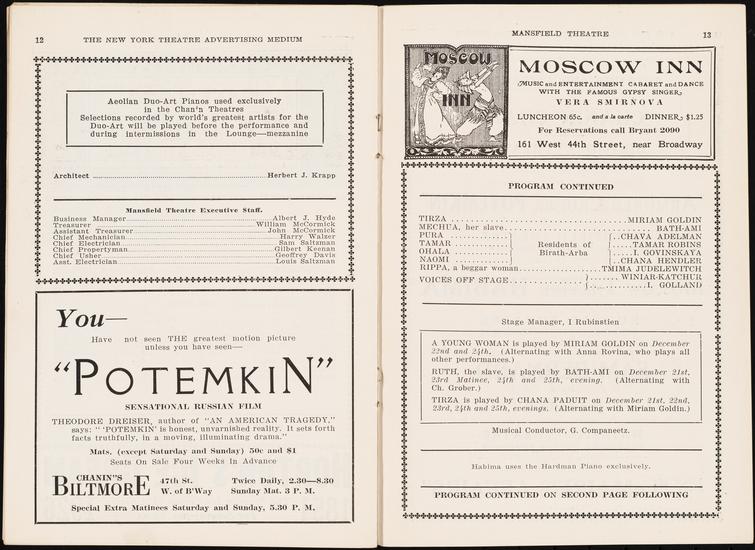 12 THE NEW YORK THEATRE ADVERTISING MEDIUM
Aeolian Duo-Art Pianos used exclusively
in the Chan'n Theatres
Selections recorded by world's greatest artists for the
Duo-Art will be played before the performance and
during intermissions in the Lounge—mezzanine
Architect ........ Herbert J. Krapp
Mansfield Theatre Executive Staff.
Business Manager ........ Albert J. Hyde
Treasurer ........ William McCormick
Assistant Treasurer ........ John McCormick
Chief Mechanician ........ Harry Walzer
Chief Electrician ........ Sam Saltzman
Chief Propertyman ........ Gilbert Keenan
Chief Usher ........ Geoffrey Davis
Asst. Electrician ........ Louis Saltzman
You—
Have not seen THE greatest motion picture
unless you have seen—
"POTEMKIN"
SENSATIONAL RUSSIAN FILM
THEODORE DREISER, author of "AN AMERICAN TRAGEDY,"
says: " 'POTEMKIN' is honest, unvarnished reality. It sets forth
facts truthfully, in a moving, illuminating drama."
Mats. (except Saturday and Sunday) 50c and $1
Seats On Sale Four Weeks In Advance
CHANIN"S
BILTMORE
47th St.
W. of B'Way
Twice Daily, 2.30—8.30
Sunday Mat. 3 P. M.
Special Extra Matinees Saturday and Sunday, 5.30 P. M.
MANSFIELD THEATRE 13
MOSCOW
INN
MOSCOW INN
MUSIC and ENTERTAINMENT CABARET and DANCE
WITH THE FAMOUS GYPSY SINGER
VERA SMIRNOVA
LUNCHEON 65c. and a la carte DINNER, $1.25
For Reservations call Bryant 2090
161 West 44th Street, near Broadway
PROGRAM CONTINUED
TIRZA ........ MIRIAM GOLDIN
MECHUA, her slave ........ BATH-AMI
PURA ........ CHAVA ADELMAN
TAMAR ........ Residents of ..... TAMAR ROBINS
OHALA ........ Birath-Arba ..... I. GOVINSKAYA
NAOMI ........ CHANA HENDLER
RIPPA, a beggar woman ........ TMIMA JUDELEWITCH
VOICES OFF STAGE ........ WINIAR-KATCHUR
I. GOLLAND
Stage Manager, I Rubinstien
A YOUNG WOMAN is played by MIRIAM GOLDIN on December
22nd and 24th. (Alternating with Anna Rovina, who plays all
other performances.)
RUTH, the slave, is played by BATH-AMI on December 21st,
23rd Matinee, 24th and 25th, evening. (Alternating with
Ch. Grober.)
TIRZA is played by CHANA PADUIT on December 21st, 22nd,
23rd, 24th and 25th, evenings. (Alternating with Miriam Goldin.)
Musical Conductor, G. Companeetz.
Habima uses the Hardman Piano exclusively.
PROGRAM CONTINUED ON SECOND PAGE FOLLOWING